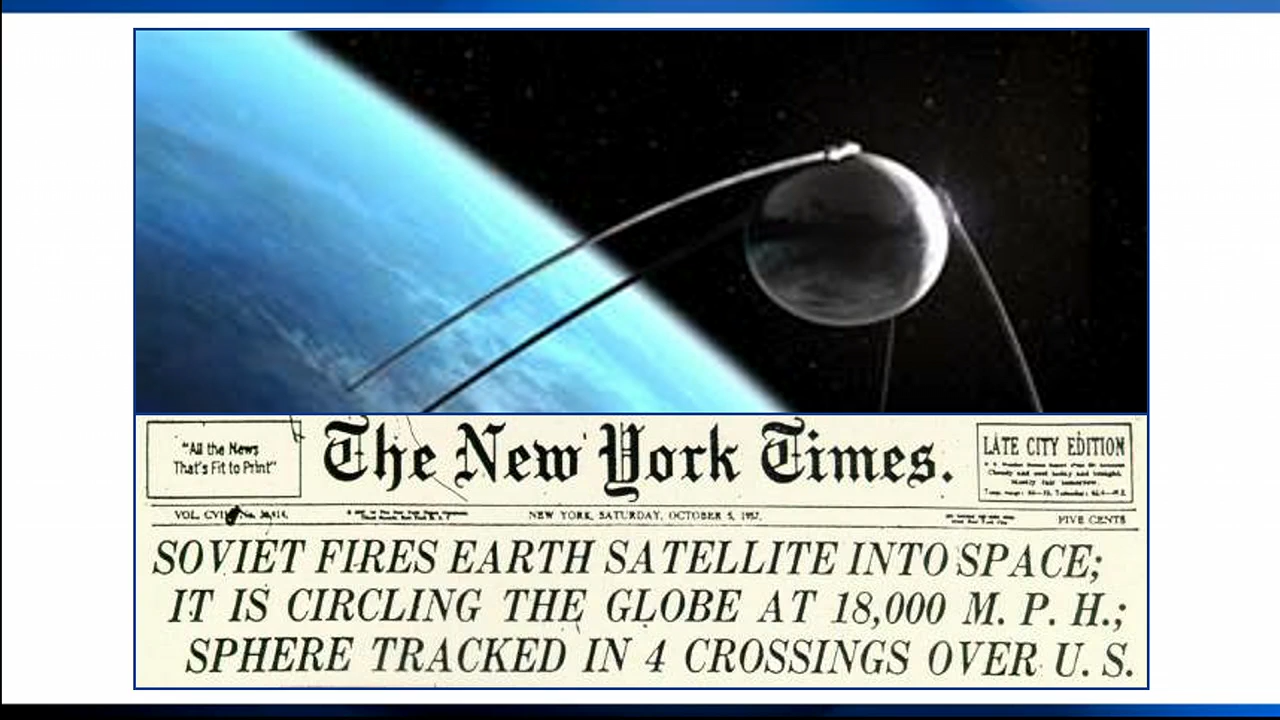 "All the News
That's Fit to Print"
The New York Times.
LATE CITY EDITION
VOL. CVII
NEW YORK, SATURDAY, OCTOBER 5, 1957.
FIVE CENTS
SOVIET FIRES EARTH SATELLITE INTO SPACE;
IT IS CIRCLING THE GLOBE AT 18,000 M. P. H.;
SPHERE TRACKED IN 4 CROSSINGS OVER U. S.